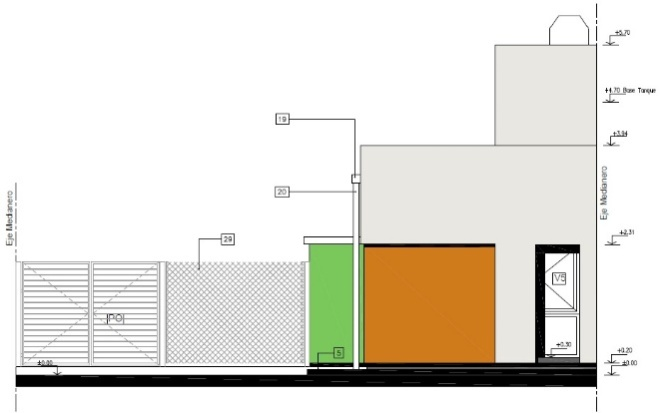 +5.70
+4.70 Base Tanque
19
+3.94
20
Eje Medianero
Eje Medianero
29
+2.31
V5
|PO|
5
+0.30
+0.20
±0.00
±0.00